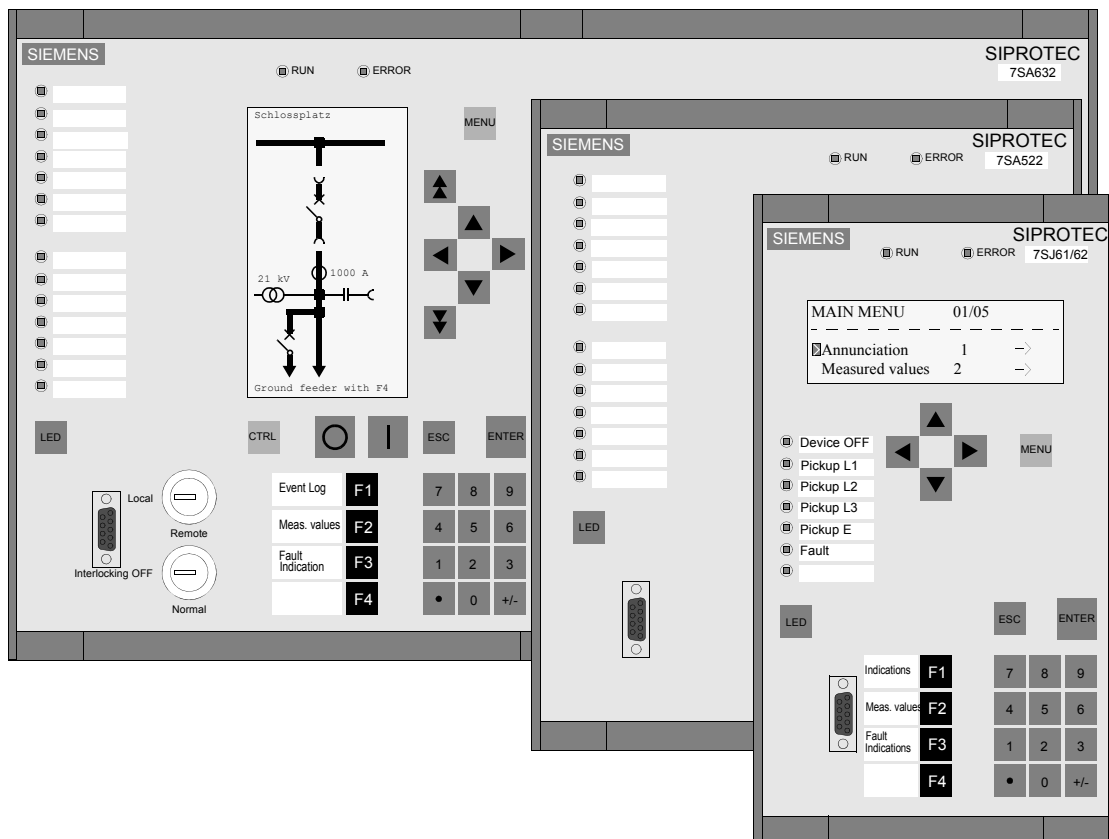 SIEMENS
RUN
ERROR
SIPROTEC
7SA632
Schlossplatz
21 kV
1000 A
Ground feeder with F4
MENU
LED
CTRL
ESC
ENTER
Local
Remote
Interlocking OFF
Normal
Event Log F1
Meas. values F2
Fault
Indication F3
F4
7 8 9
4 5 6
1 2 3
• 0 +/-
SIEMENS
RUN
ERROR
SIPROTEC
7SA522
LED
SIEMENS
RUN
ERROR
SIPROTEC
7SJ61/62
MAIN MENU 01/05
Annunciation 1
Measured values 2
Device OFF
Pickup L1
Pickup L2
Pickup L3
Pickup E
Fault
MENU
LED
ESC
ENTER
Indications F1
Meas. values F2
Fault
Indications F3
F4
7 8 9
4 5 6
1 2 3
• 0 +/-